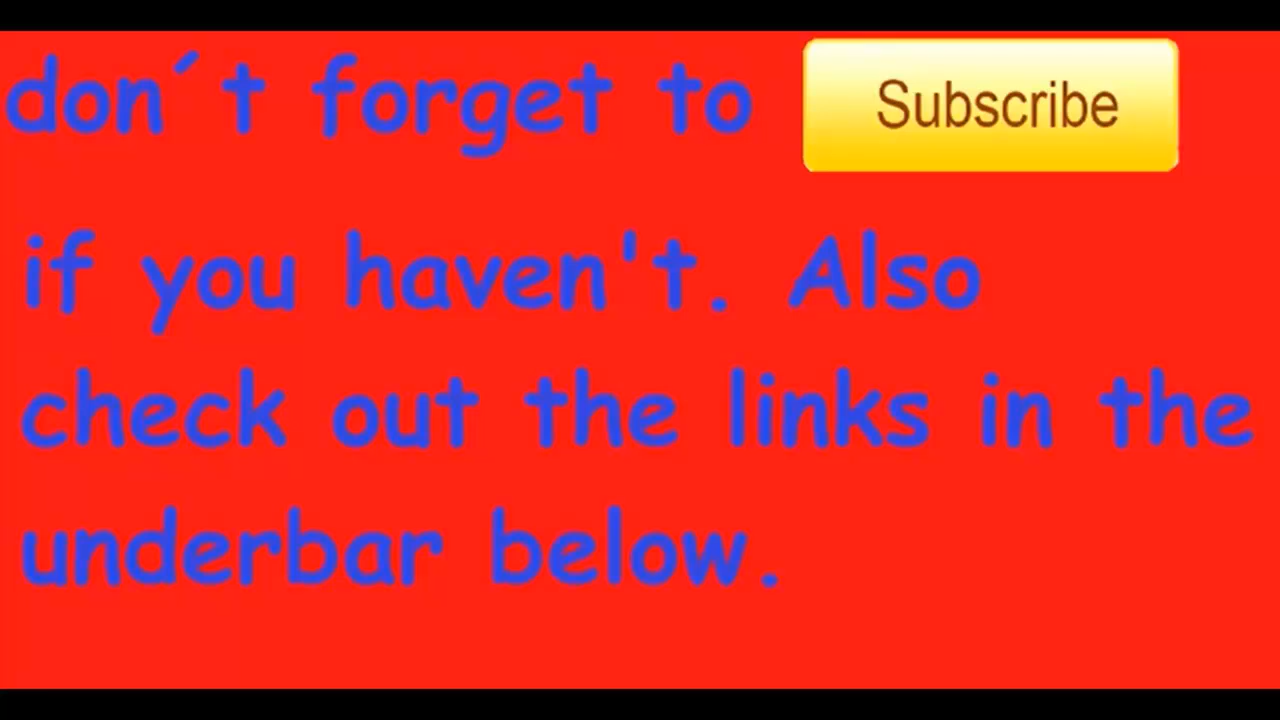 don´t forget to Subscribe
if you haven't. Also
check out the links in the
underbar below.